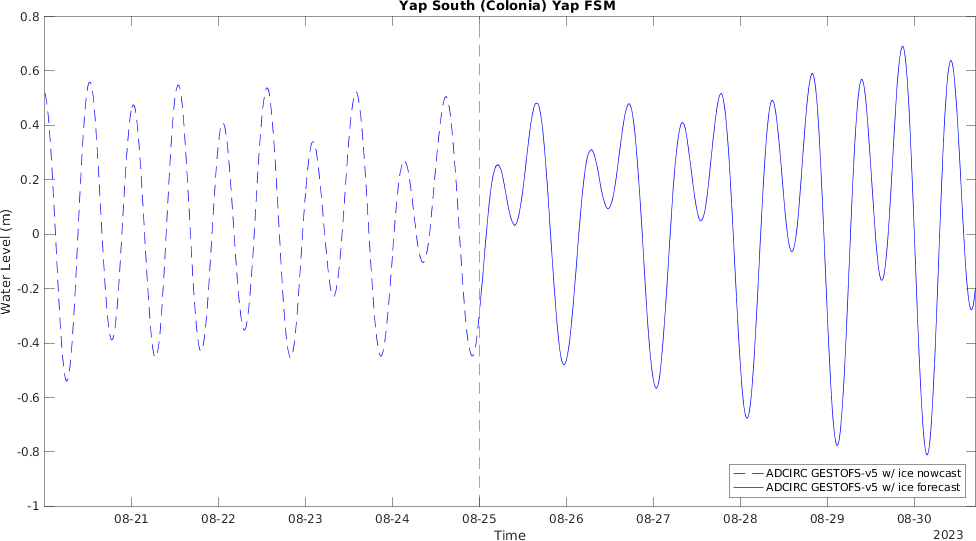 Yap South (Colonia) Yap FSM
0.8
0.6
0.4
0.2
0
-0.2
-0.4
-0.6
-0.8
-1
Water Level (m)
ADCIRC GESTOFS-v5 w/ ice nowcast
ADCIRC GESTOFS-v5 w/ ice forecast
08-21 08-22 08-23 08-24 08-25 08-26 08-27 08-28 08-29 08-30
Time
2023